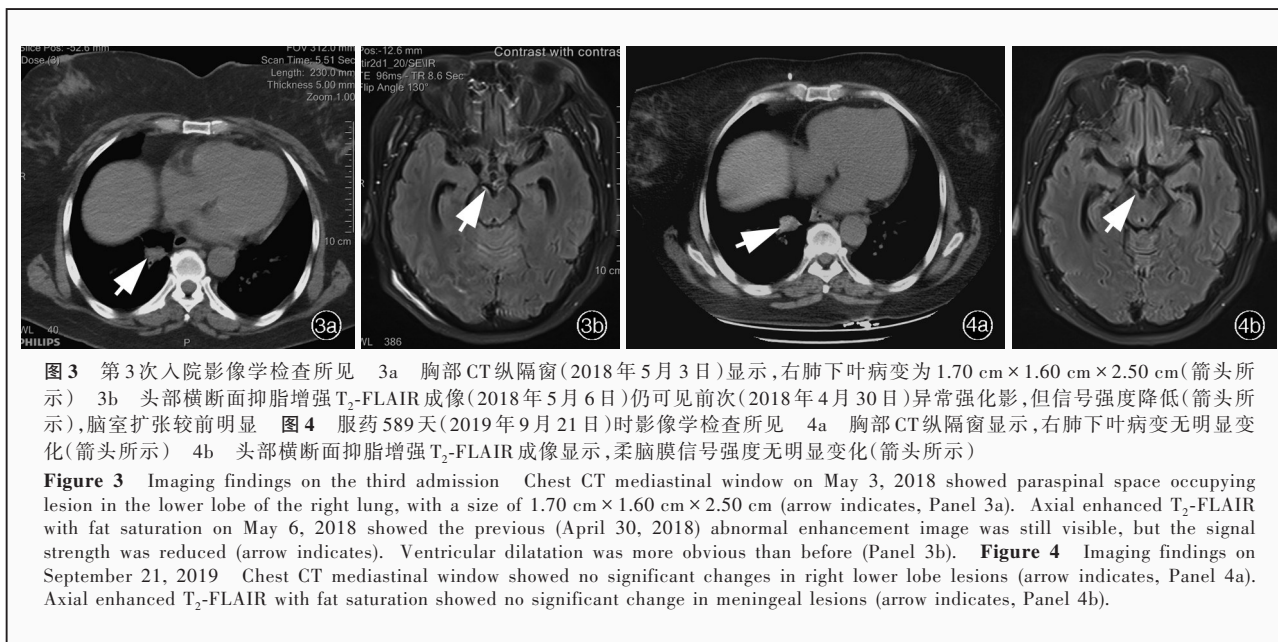 Slice Pos: -52.6 mm
Dose (3)
FOV 312.0 mm
Scan Time: 5.51 Sec
Length: 230.0 mm
Thickness 5.00 mm
Zoom 1.00
R
10 cm
WL 40
PHILIPS
P
3a
Pos:-12.6 mm
Contrast with contras
tir2d1_20/SE\IR
TE 96ms - TR 8.6 Sec
Flip Angle 130°
R
10 cm
WL 386
3b
4a
4b
图3 第3次入院影像学检查所见 3a 胸部CT纵隔窗(2018年5月3日)显示,右肺下叶病变为1.70 cm×1.60 cm×2.50 cm(箭头所
示) 3b 头部横断面抑脂增强T₂-FLAIR成像(2018年5月6日)仍可见前次(2018年4月30日)异常强化影,但信号强度降低(箭头所
示),脑室扩张较前明显 图4 服药589天(2019年9月21日)时影像学检查所见 4a 胸部CT纵隔窗显示,右肺下叶病变无明显变
化(箭头所示) 4b 头部横断面抑脂增强T₂-FLAIR成像显示,柔脑膜信号强度无明显变化(箭头所示)
Figure 3 Imaging findings on the third admission Chest CT mediastinal window on May 3, 2018 showed paraspinal space occupying
lesion in the lower lobe of the right lung, with a size of 1.70 cm×1.60 cm×2.50 cm (arrow indicates, Panel 3a). Axial enhanced T₂-FLAIR
with fat saturation on May 6, 2018 showed the previous (April 30, 2018) abnormal enhancement image was still visible, but the signal
strength was reduced (arrow indicates). Ventricular dilatation was more obvious than before (Panel 3b). Figure 4 Imaging findings on
September 21, 2019 Chest CT mediastinal window showed no significant changes in right lower lobe lesions (arrow indicates, Panel 4a).
Axial enhanced T₂-FLAIR with fat saturation showed no significant change in meningeal lesions (arrow indicates, Panel 4b).